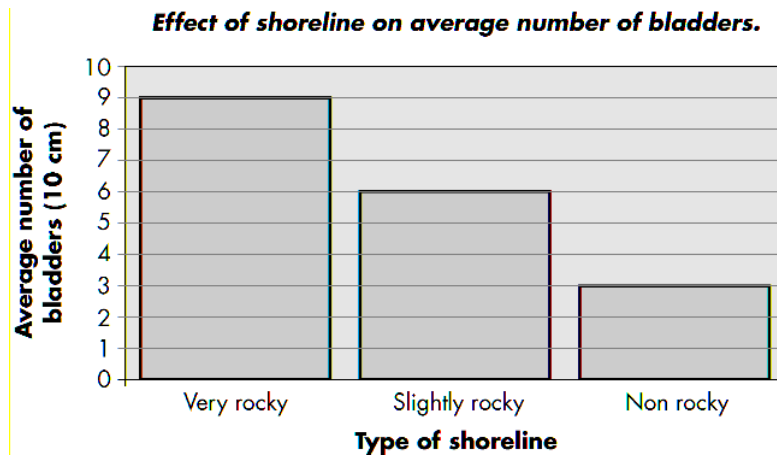 Effect of shoreline on average number of bladders.
Average number of
bladders (10 cm)
10
9
8
7
6
5
4
3
2
1
0
Very rocky
Slightly rocky
Non rocky
Type of shoreline